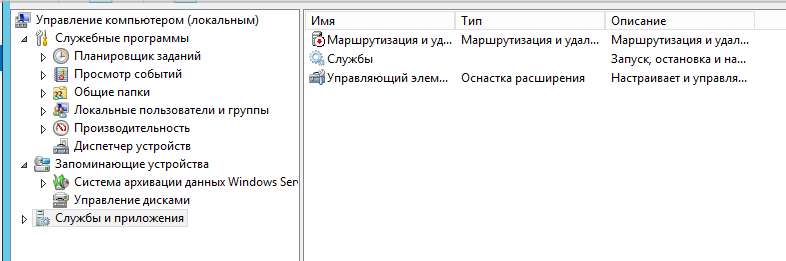 Управление компьютером (локальным)
Служебные программы
Планировщик заданий
Просмотр событий
Общие папки
Локальные пользователи и группы
Производительность
Диспетчер устройств
Запоминающие устройства
Система архивации данных Windows Serv
Управление дисками
Службы и приложения
Имя Тип Описание
Маршрутизация и уд... Маршрутизация и удал... Маршрутизация и удал...
Службы Запуск, остановка и на...
Управляющий элем... Оснастка расширения Настраивает и управля...